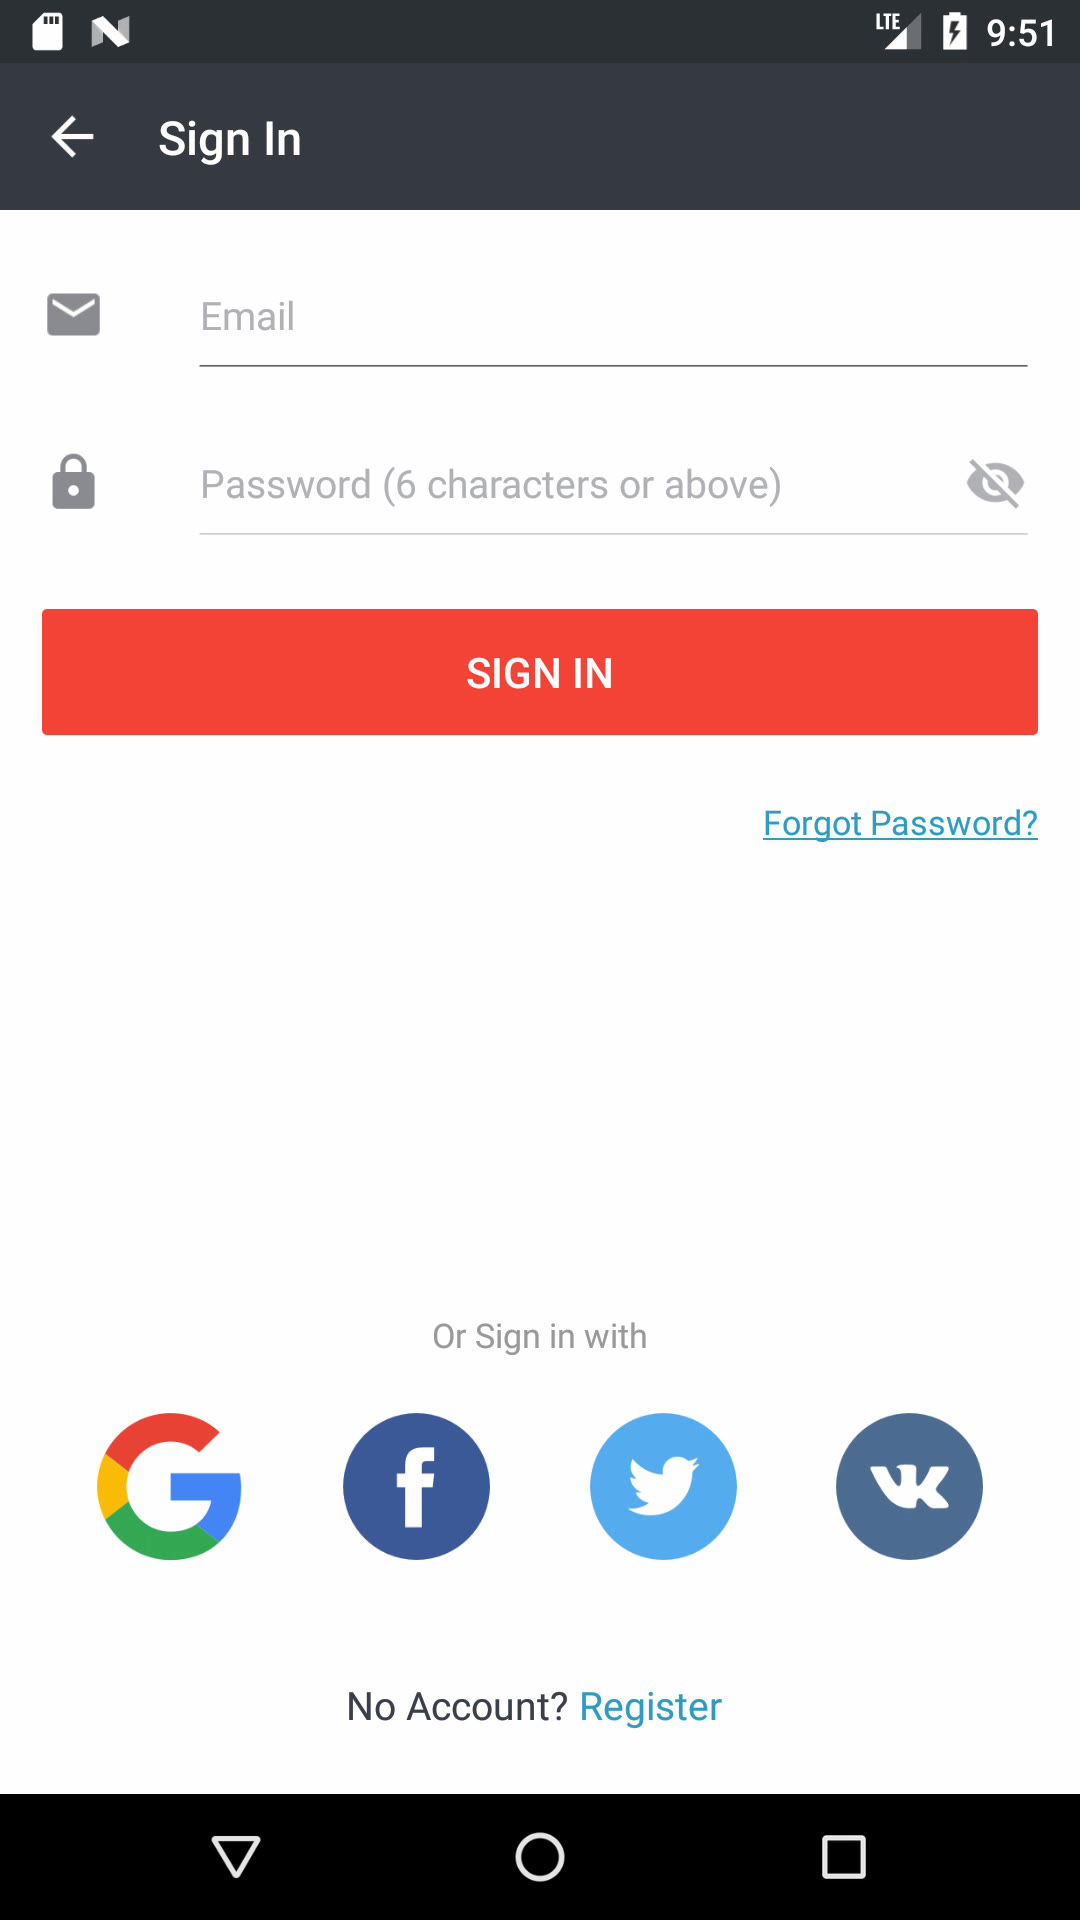 LTE 9:51
Sign In
Email
Password (6 characters or above)
SIGN IN
Forgot Password?
Or Sign in with
No Account? Register